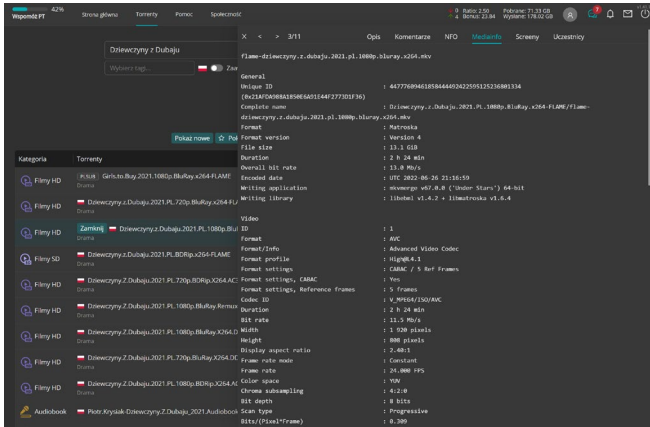 42%
Wspomóż PT
Strona główna
Torrenty
Pomoc
Społeczność
0 Ratio: 2,50 Pobrane: 71.33 GB
4 Bonus: 23.84 Wysłane: 178.02 GB
2
X < > 3/11
Opis
Komentarze
NFO
Mediainfo
Screeny
Uczestnicy
Dziewczyny z Dubaju
Wybierz tagi...
Zaa
Pokaż nowe
Kategoria
Torrenty
Filmy HD
PLSUB Girls.to.Buy.2021.1080p.BluRay.x264-FLAME
Drama
Filmy HD
Dziewczyny.z.Dubaju.2021.PL.720p.BluRay.x264-FL
Drama
Filmy HD
Zamknij Dziewczyny.z.Dubaju.2021.PL.1080p.Blu
Drama
Filmy SD
Dziewczyny.z.Dubaju.2021.PL.BDRip.x264-FLAME
Drama
Filmy HD
Dziewczyny.Z.Dubaju.2021.PL.720p.BDRip.X264.AC3
Drama
Filmy HD
Dziewczyny.Z.Dubaju.2021.PL.1080p.BluRay.Remux
Drama
Filmy HD
Dziewczyny.Z.Dubaju.2021.PL.1080p.BluRay.X264.D
Drama
Filmy HD
Dziewczyny.Z.Dubaju.2021.PL.720p.BluRay.X264.DD
Drama
Filmy HD
Dziewczyny.Z.Dubaju.2021.PL.1080p.BDRip.X264.AC
Drama
Audiobook
Piotr.Krysiak-Dziewczyny.Z.Dubaju_2021.Audiobook
flame-dziewczyny.z.dubaju.2021.pl.1080p.bluray.x264.mkv
General
Unique ID : 44777609461858444492422595125236801334
(0x21AFDA988A1850E6A91E44F2773D1F36)
Complete name : Dziewczyny.z.Dubaju.2021.PL.1080p.BluRay.x264-FLAME/flame-
dziewczyny.z.dubaju.2021.pl.1080p.bluray.x264.mkv
Format : Matroska
Format version : Version 4
File size : 13.1 GiB
Duration : 2 h 24 min
Overall bit rate : 13.0 Mb/s
Encoded date : UTC 2022-06-26 21:16:59
Writing application : mkvmerge v67.0.0 ('Under Stars') 64-bit
Writing library : libebml v1.4.2 + libmatroska v1.6.4
Video
ID : 1
Format : AVC
Format/Info : Advanced Video Codec
Format profile : High@L4.1
Format settings : CABAC / 5 Ref Frames
Format settings, CABAC : Yes
Format settings, Reference frames : 5 frames
Codec ID : V_MPEG4/ISO/AVC
Duration : 2 h 24 min
Bit rate : 11.5 Mb/s
Width : 1 920 pixels
Height : 808 pixels
Display aspect ratio : 2.40:1
Frame rate mode : Constant
Frame rate : 24.000 FPS
Color space : YUV
Chroma subsampling : 4:2:0
Bit depth : 8 bits
Scan type : Progressive
Bits/(Pixel*Frame) : 0.309